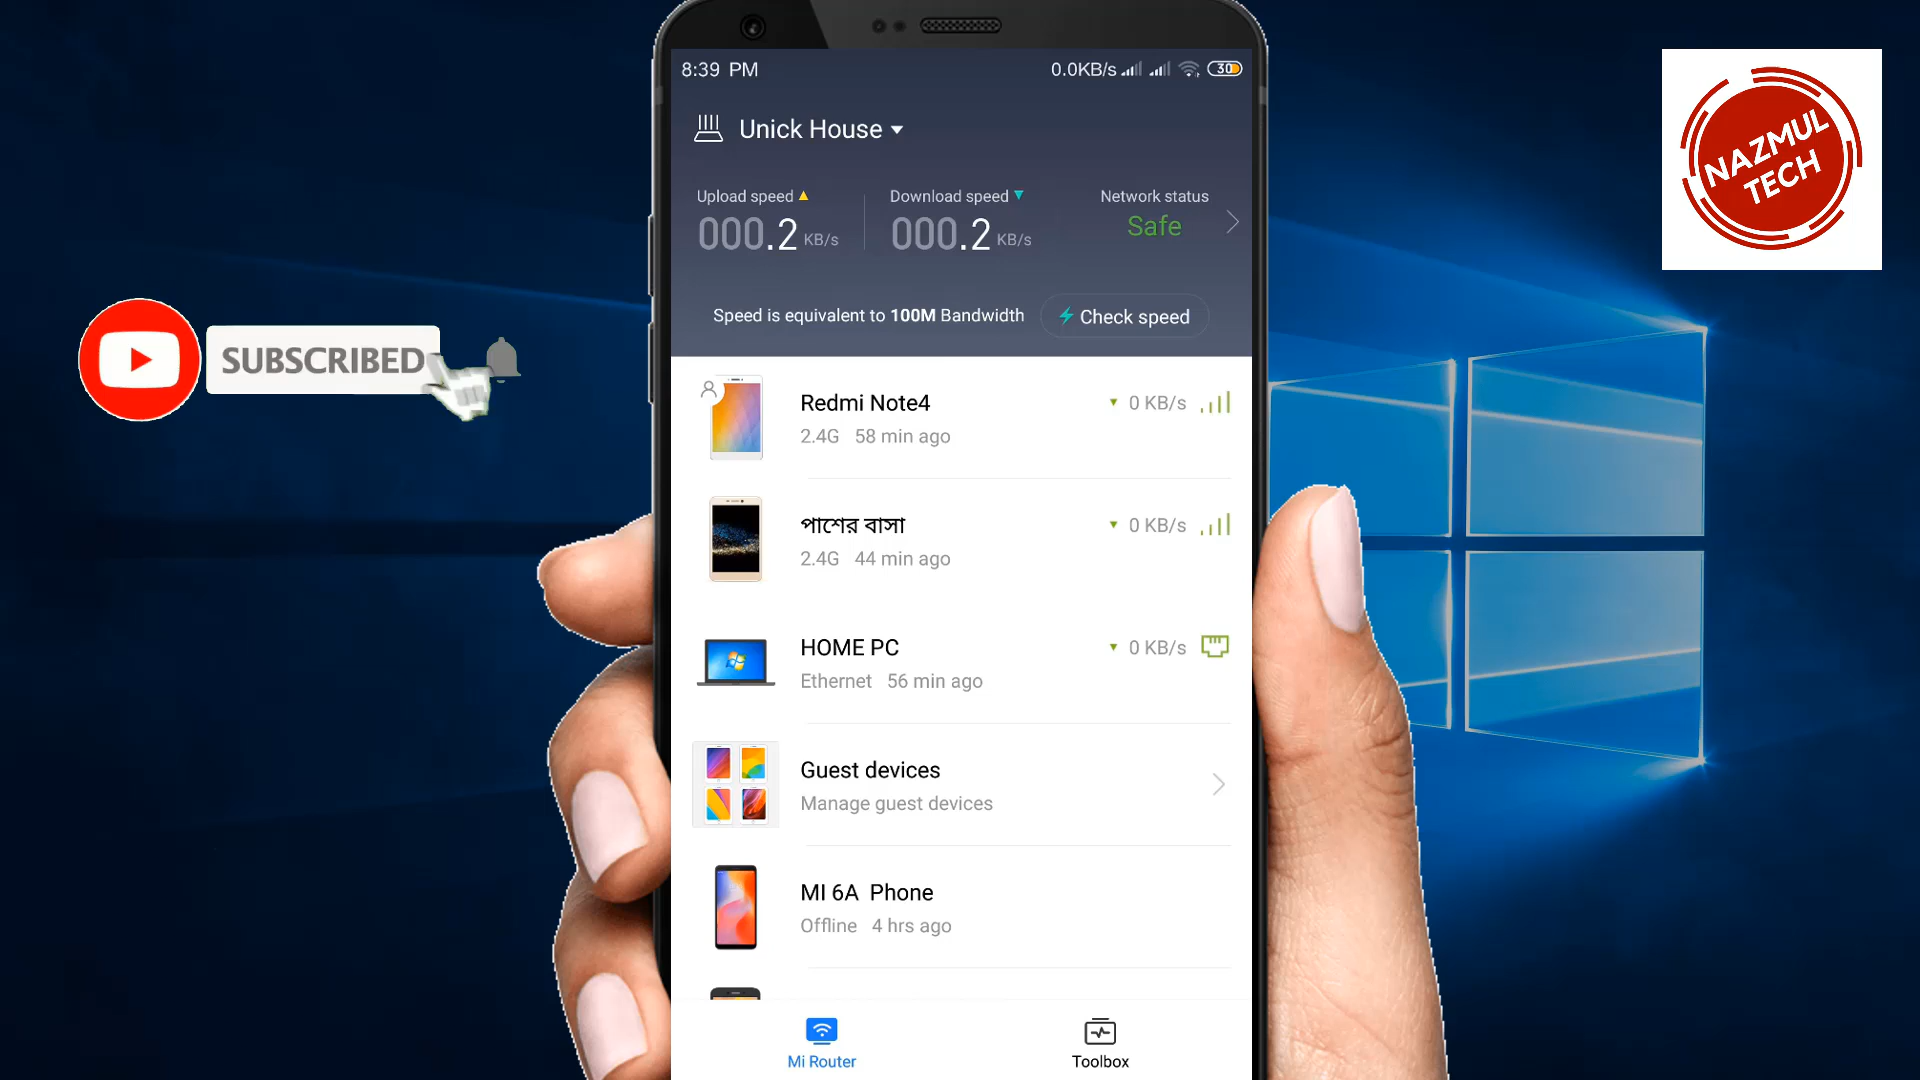 8:39 PM
0.0KB/s
30
Unick House
Upload speed
000.2 KB/s
Download speed
000.2 KB/s
Network status
Safe
Speed is equivalent to 100M Bandwidth
Check speed
Redmi Note4
0 KB/s
2.4G 58 min ago
পাশের বাসা
0 KB/s
2.4G 44 min ago
HOME PC
0 KB/s
Ethernet 56 min ago
Guest devices
Manage guest devices
MI 6A Phone
Offline 4 hrs ago
Mi Router
Toolbox
SUBSCRIBED
NAZMUL
TECH